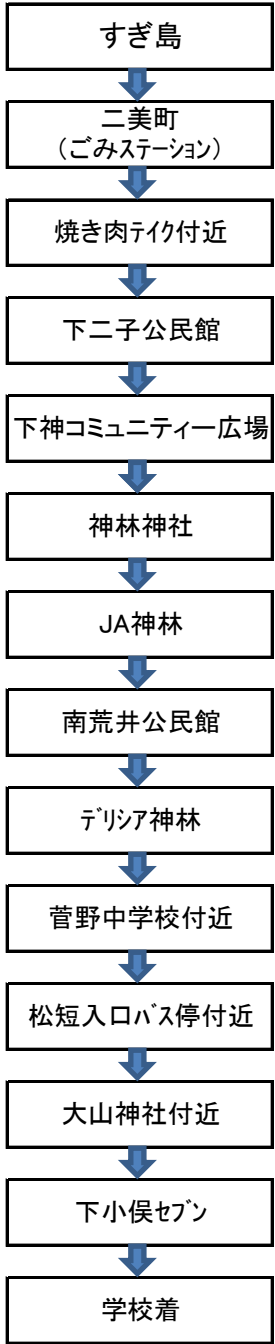 すぎ島
二美町
（ごみｽﾃｰｼｮﾝ）
焼き肉ﾃｲｸ付近
下二子公民館
下神コミュニティー広場
神林神社
JA神林
南荒井公民館
ﾃﾞﾘｼｱ神林
菅野中学校付近
松短入口ﾊﾞｽ停付近
大山神社付近
下小俣ｾﾌﾞﾝ
学校着